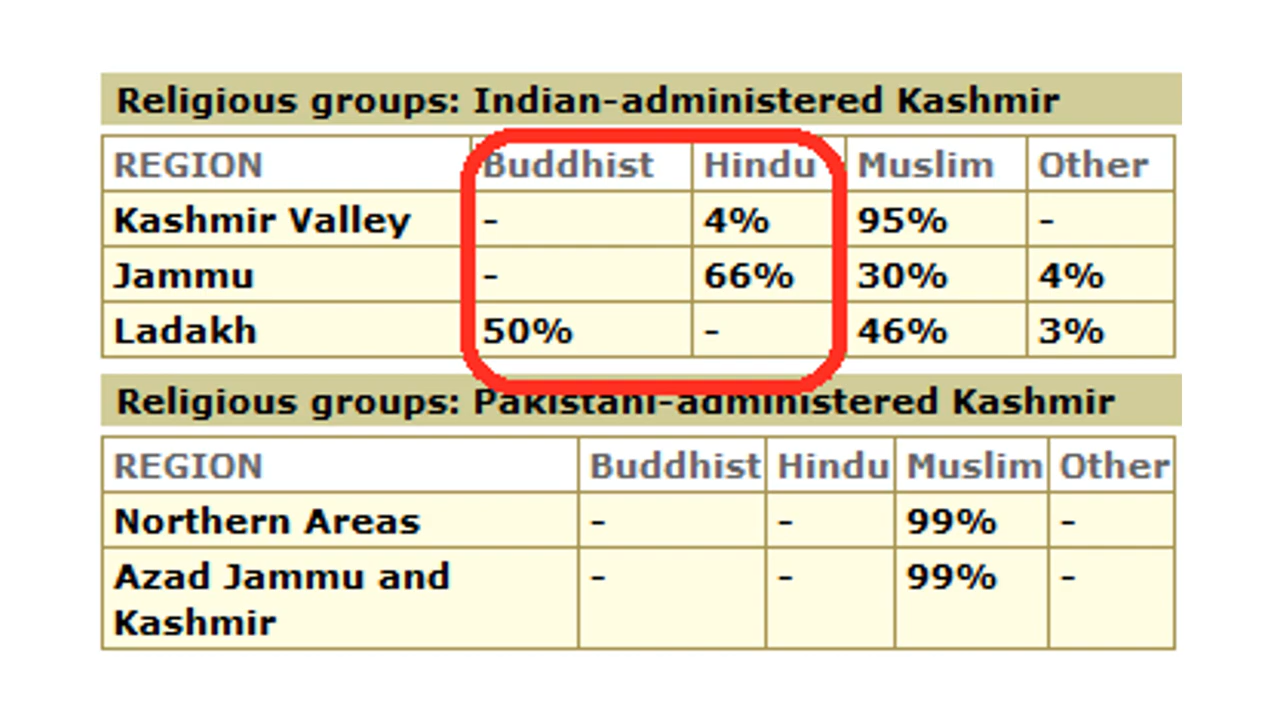 Religious groups: Indian-administered Kashmir
REGION Buddhist Hindu Muslim Other
Kashmir Valley - 4% 95% -
Jammu - 66% 30% 4%
Ladakh 50% - 46% 3%
Religious groups: Pakistani-administered Kashmir
REGION Buddhist Hindu Muslim Other
Northern Areas - - 99% -
Azad Jammu and - - 99% -
Kashmir